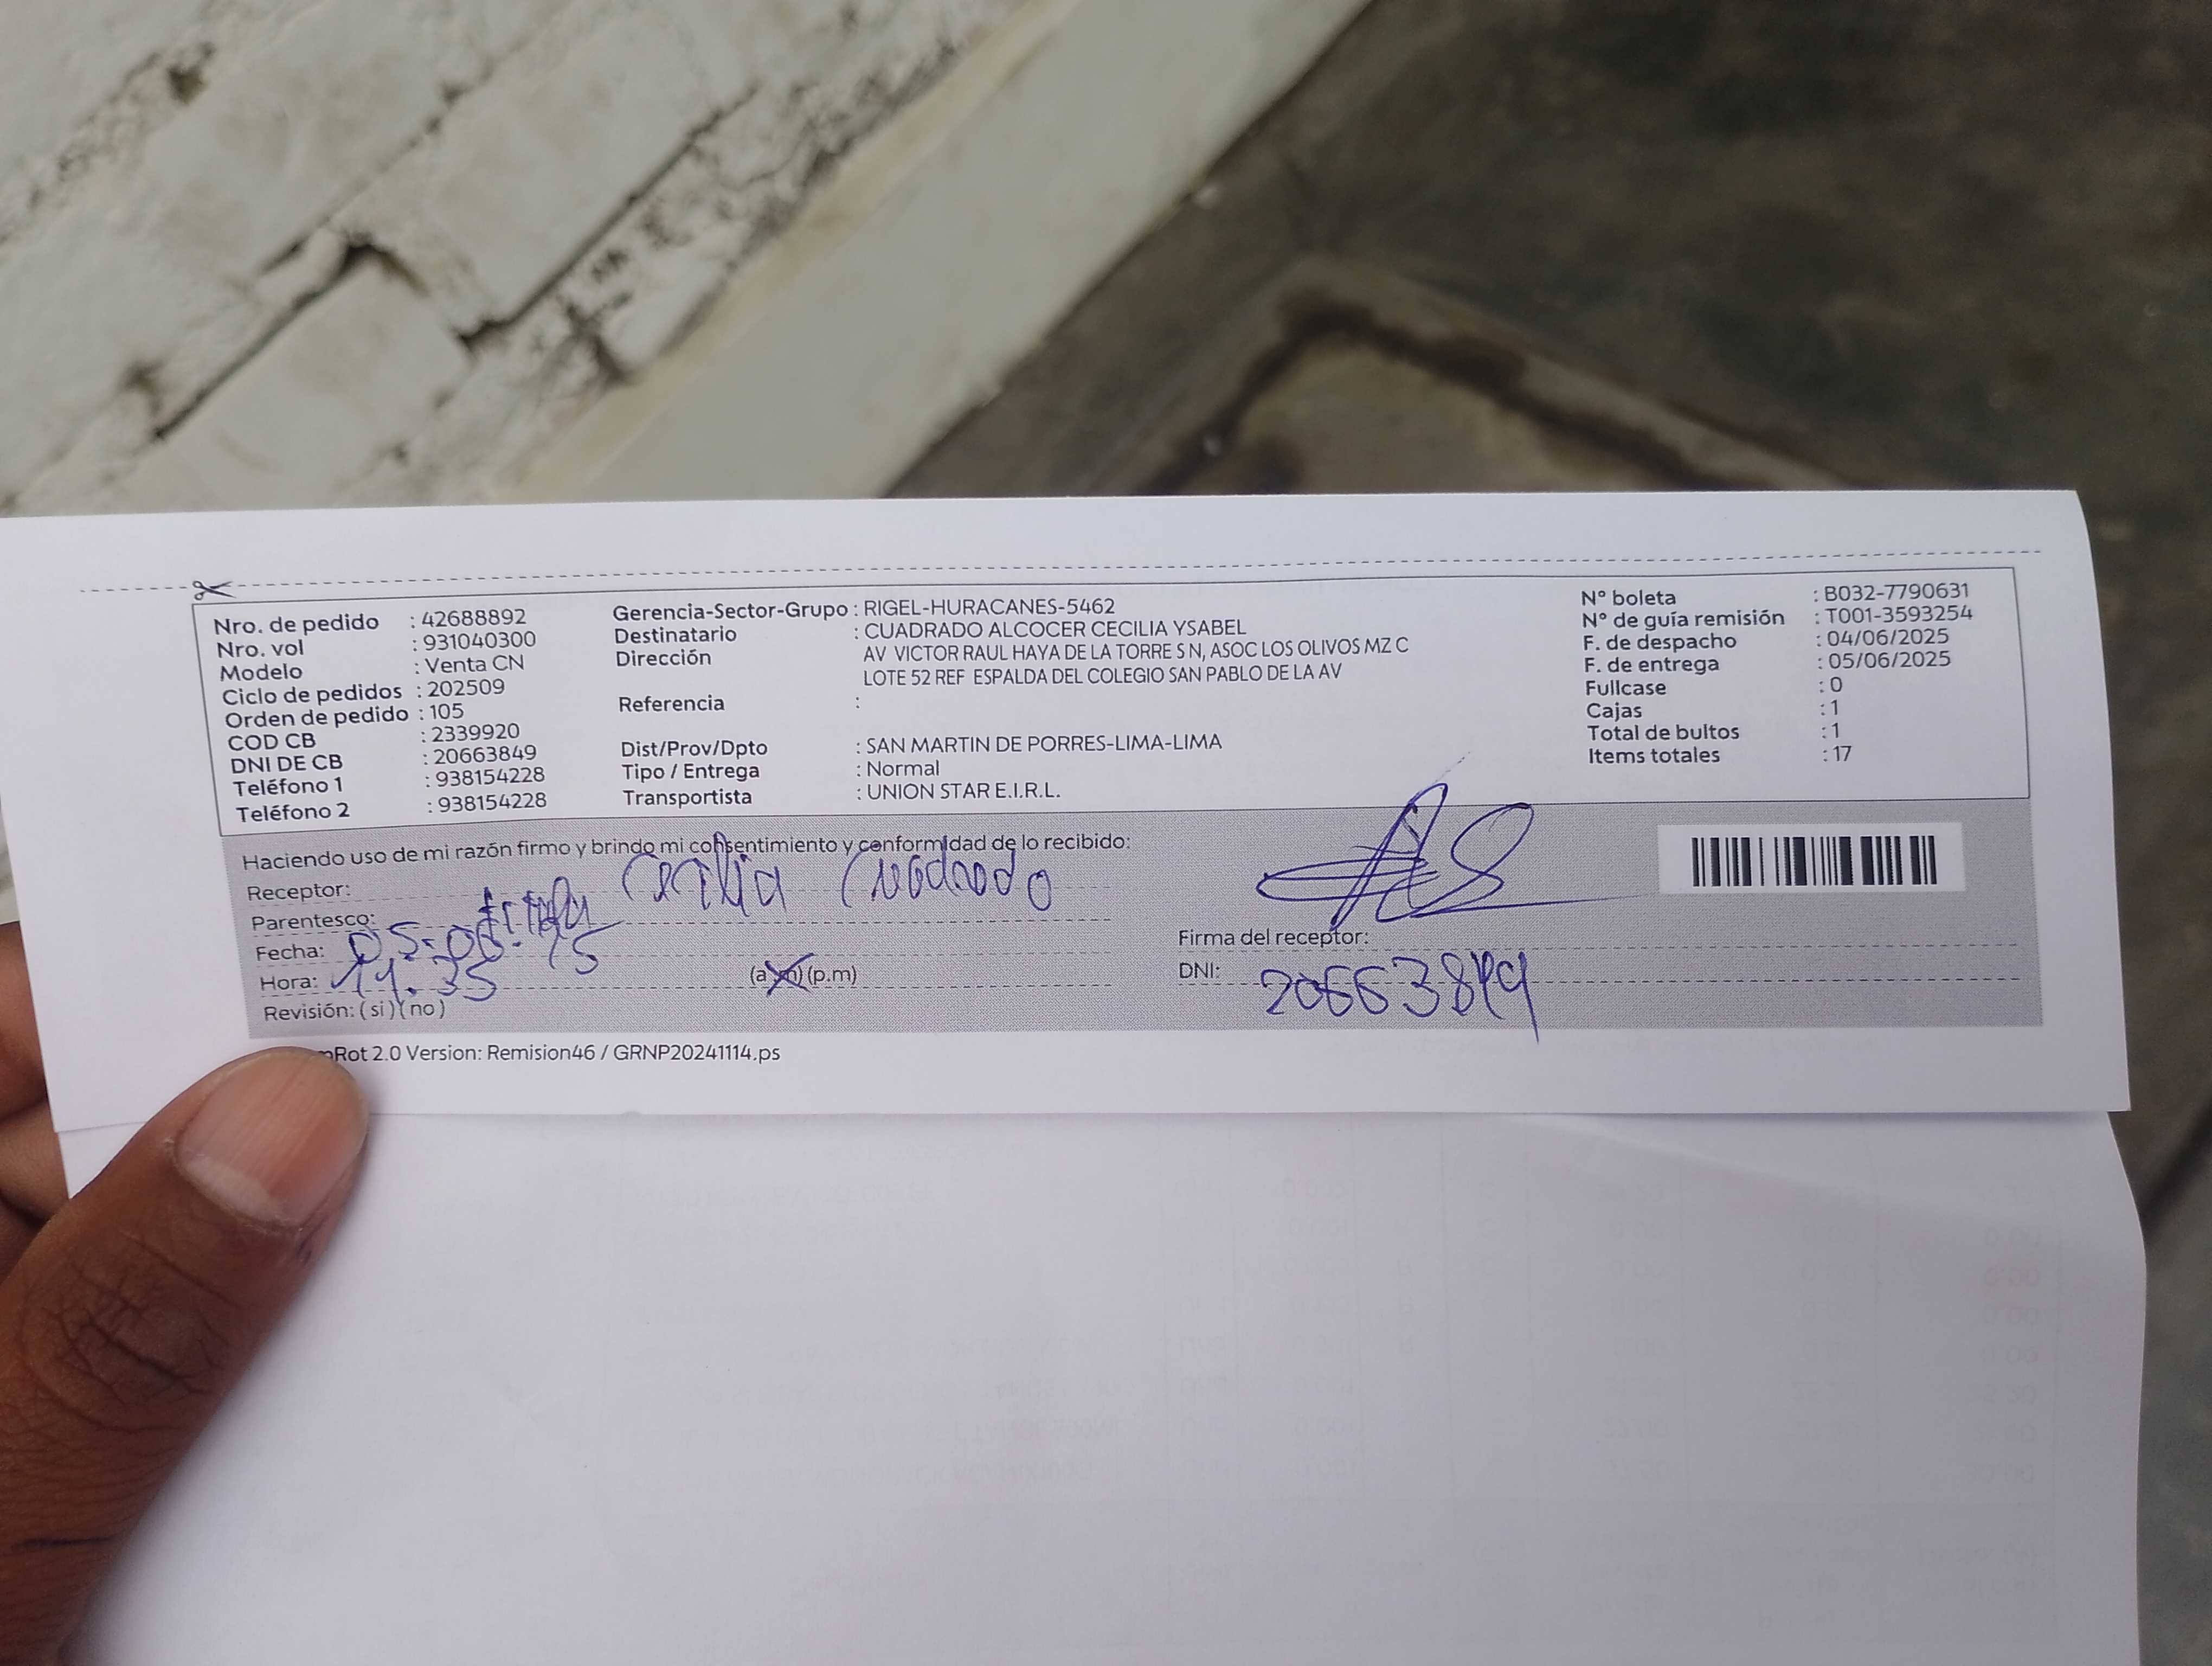 Nro. de pedido : 42688892
Nro. vol : 931040300
Modelo : Venta CN
Ciclo de pedidos : 202509
Orden de pedido : 105
COD CB : 2339920
DNI DE CB : 20663849
Teléfono 1 : 938154228
Teléfono 2 : 938154228
Gerencia-Sector-Grupo : RIGEL-HURACANES-5462
Destinatario : CUADRADO ALCOCER CECILIA YSABEL
Dirección AV VICTOR RAUL HAYA DE LA TORRE S N, ASOC LOS OLIVOS MZ C
LOTE 52 REF ESPALDA DEL COLEGIO SAN PABLO DE LA AV
Referencia :
Dist/Prov/Dpto : SAN MARTIN DE PORRES-LIMA-LIMA
Tipo / Entrega : Normal
Transportista : UNION STAR E.I.R.L.
N° boleta : B032-7790631
N° de guía remisión : T001-3593254
F. de despacho : 04/06/2025
F. de entrega : 05/06/2025
Fullcase : 0
Cajas : 1
Total de bultos : 1
Items totales : 17
Haciendo uso de mi razón firmo y brindo mi consentimiento y conformidad de lo recibido:
Receptor: Cecilia Cuadrado
Parentesco:
Fecha: 05-06-
Hora: 14.35 (a.m) (p.m)
Revisión: ( si ) ( no )
Firma del receptor:
DNI: 20663849
Rot 2.0 Version: Remision46 / GRNP20241114.ps